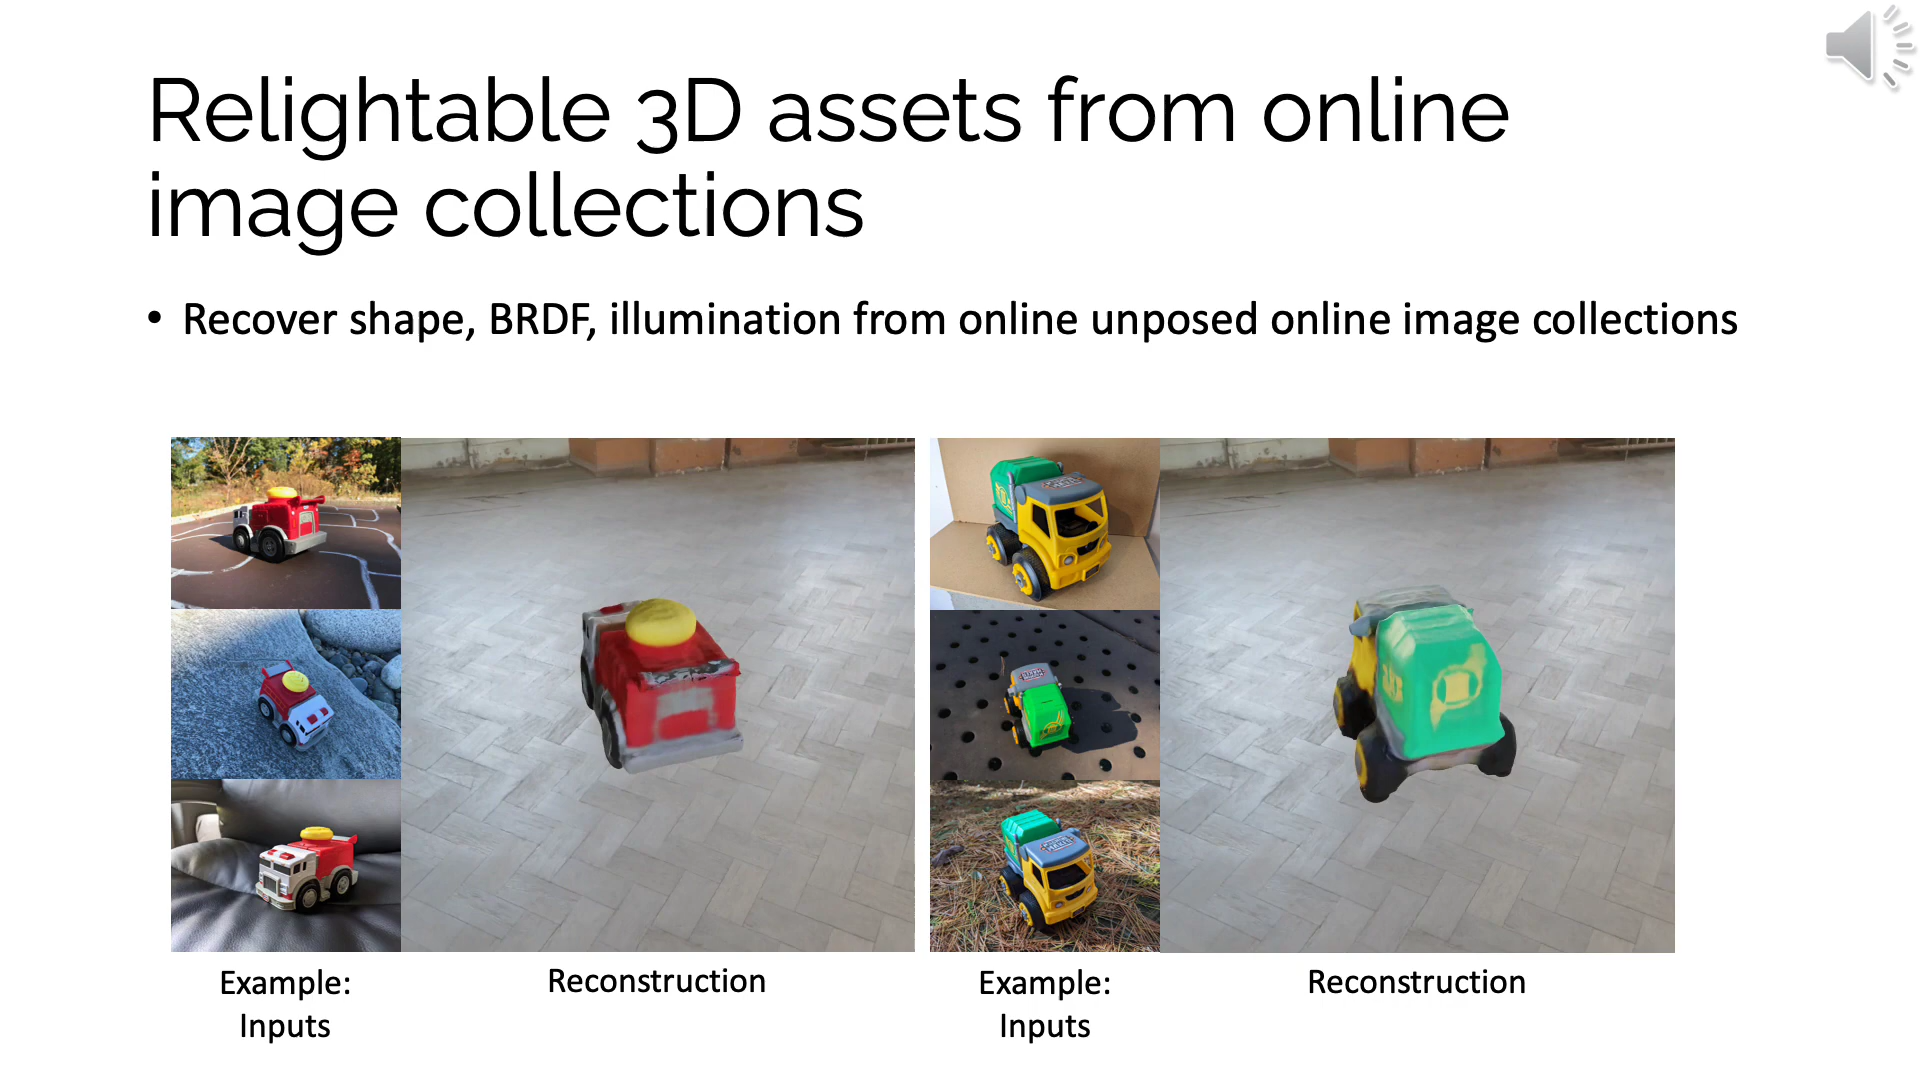 Relightable 3D assets from online
image collections
• Recover shape, BRDF, illumination from online unposed online image collections
Example:
Inputs
Reconstruction
Example:
Inputs
Reconstruction